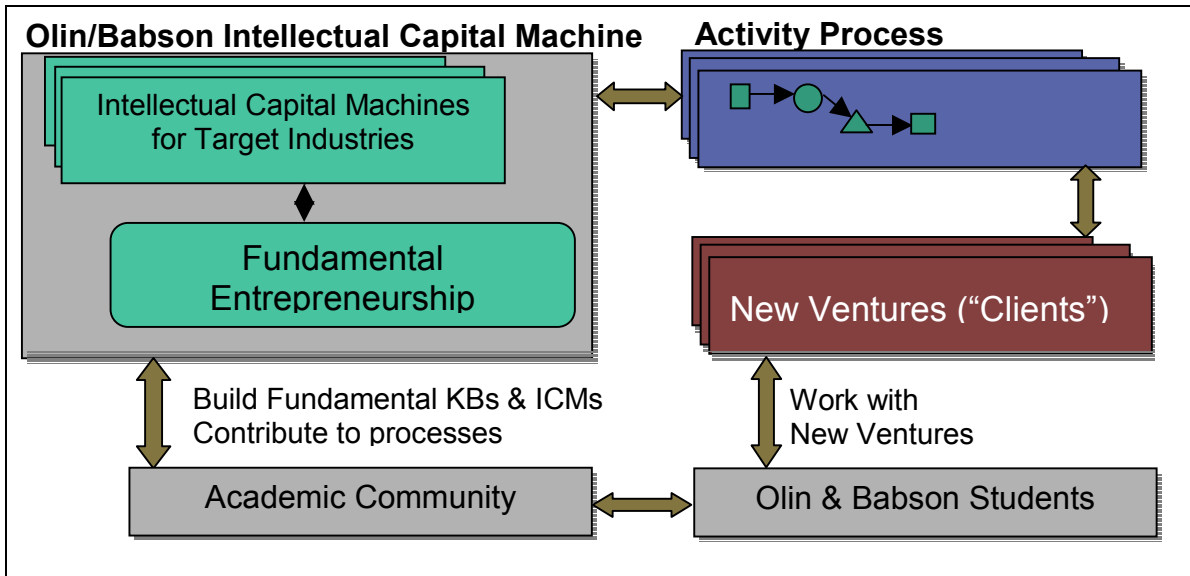 Olin/Babson Intellectual Capital Machine
Activity Process
Intellectual Capital Machines
for Target Industries
Fundamental
Entrepreneurship
New Ventures (“Clients”)
Build Fundamental KBs & ICMs
Contribute to processes
Work with
New Ventures
Academic Community
Olin & Babson Students